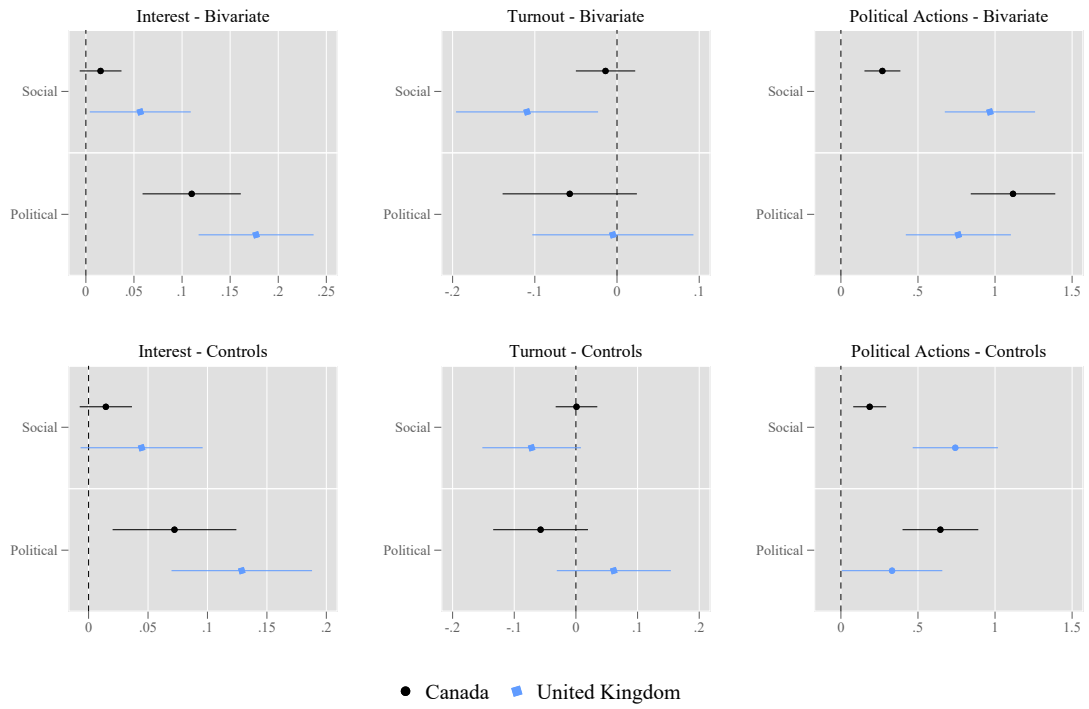 Interest - Bivariate
Turnout - Bivariate
Political Actions - Bivariate
Social
Social
Social
Political
Political
Political
0 .05 .1 .15 .2 .25
-.2 -.1 0 .1
0 .5 1 1.5
Interest - Controls
Turnout - Controls
Political Actions - Controls
Social
Social
Social
Political
Political
Political
0 .05 .1 .15 .2
-.2 -.1 0 .1 .2
0 .5 1 1.5
Canada United Kingdom